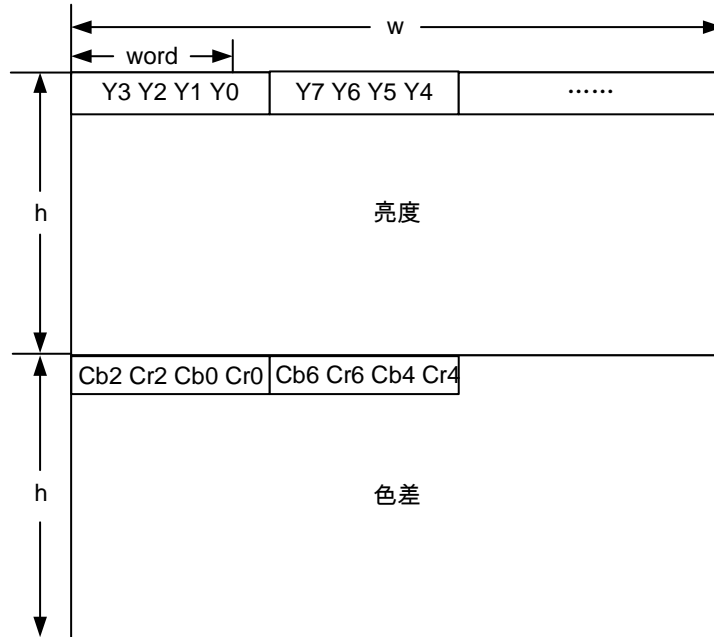 w
word
Y3 Y2 Y1 Y0
Y7 Y6 Y5 Y4
······
h
亮度
Cb2 Cr2 Cb0 Cr0
Cb6 Cr6 Cb4 Cr4
h
色差